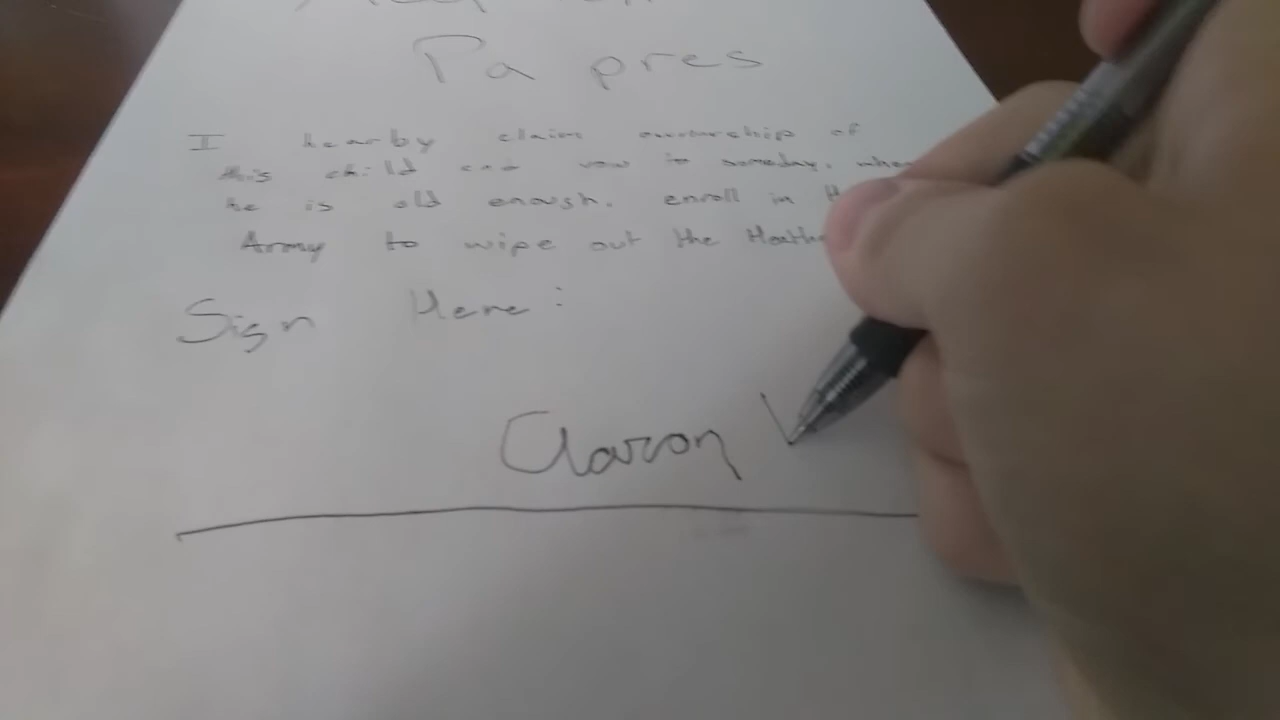 Pa pres
I hearby claim ownership of
this child and vow to someday, when
he is old enough, enroll in
Army to wipe out the
Sign Here:
Aaron